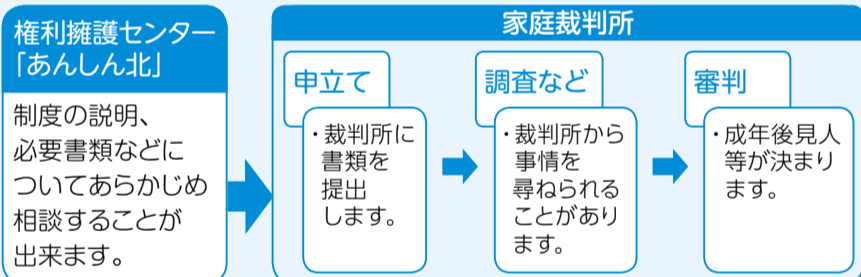 権利擁護センター
「あんしん北」
制度の説明、
必要書類などに
ついてあらかじめ
相談することが
出来ます。
家庭裁判所
申立て
・裁判所に
書類を
提出
します。
調査など
・裁判所から
事情を
尋ねられる
ことがあり
ます。
審判
・成年後見人
等が決まり
ます。